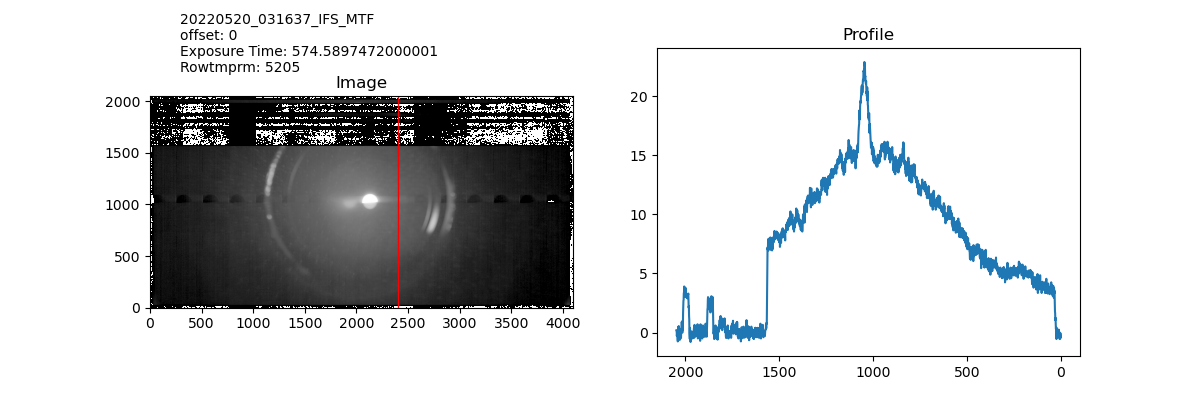 20220520_031637_IFS_MTF
offset: 0
Exposure Time: 574.5897472000001
Rowtmprm: 5205
Image
2000
1500
1000
500
0
0 500 1000 1500 2000 2500 3000 3500 4000
Profile
20
15
10
5
0
2000 1500 1000 500 0